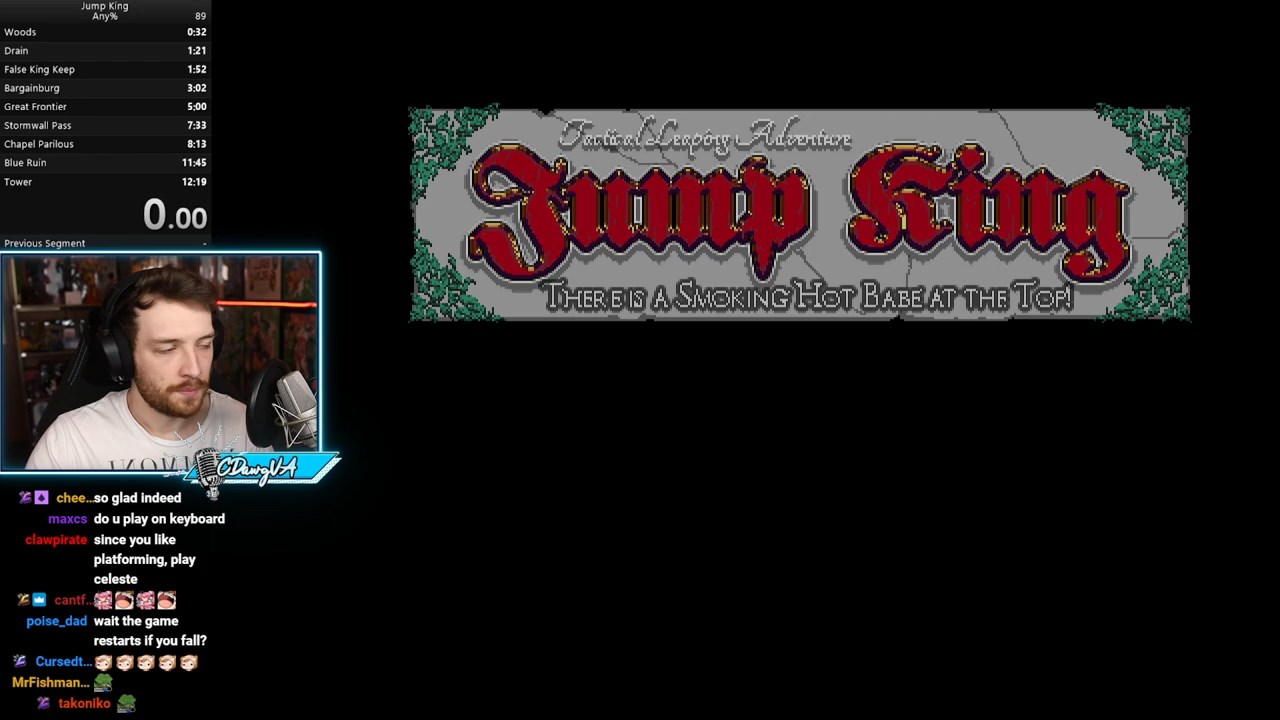 Jump King
Any% 89
Woods 0:32
Drain 1:21
False King Keep 1:52
Bargainburg 3:02
Great Frontier 5:00
Stormwall Pass 7:33
Chapel Parilous 8:13
Blue Ruin 11:45
Tower 12:19
0.00
Previous Segment -
Tactical Leaping Adventure
Jump King
There is a Smoking Hot Babe at the Top!
CDawgVA
chee... so glad indeed
maxcs do u play on keyboard
clawpirate since you like
platforming, play
celeste
cantf...
poise_dad wait the game
restarts if you fall?
Cursedt...
MrFishman...
takoniko